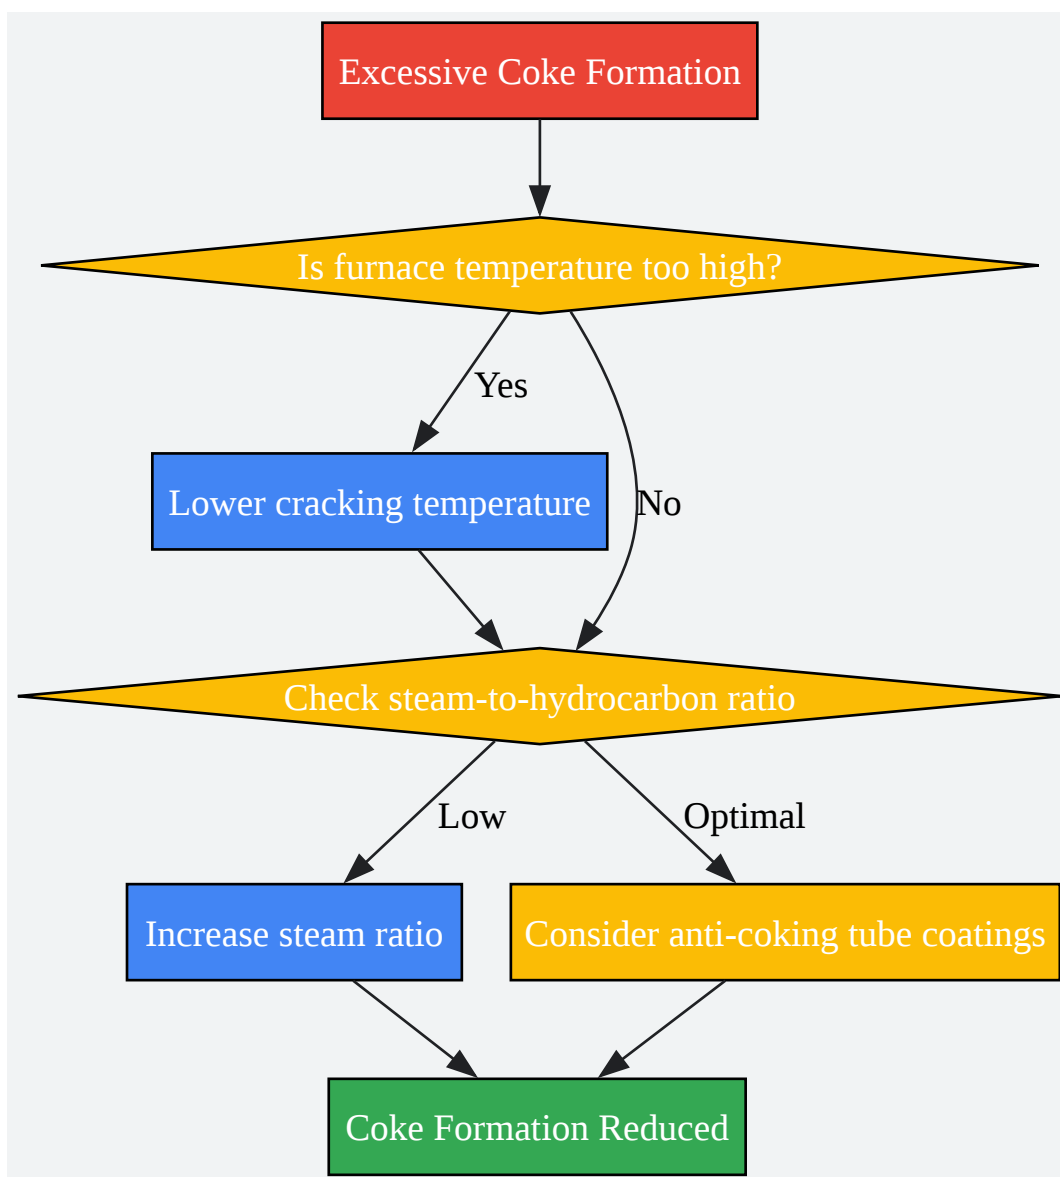 Excessive Coke Formation
Is furnace temperature too high?
Yes
Lower cracking temperature
No
Check steam-to-hydrocarbon ratio
Low
Optimal
Increase steam ratio
Consider anti-coking tube coatings
Coke Formation Reduced